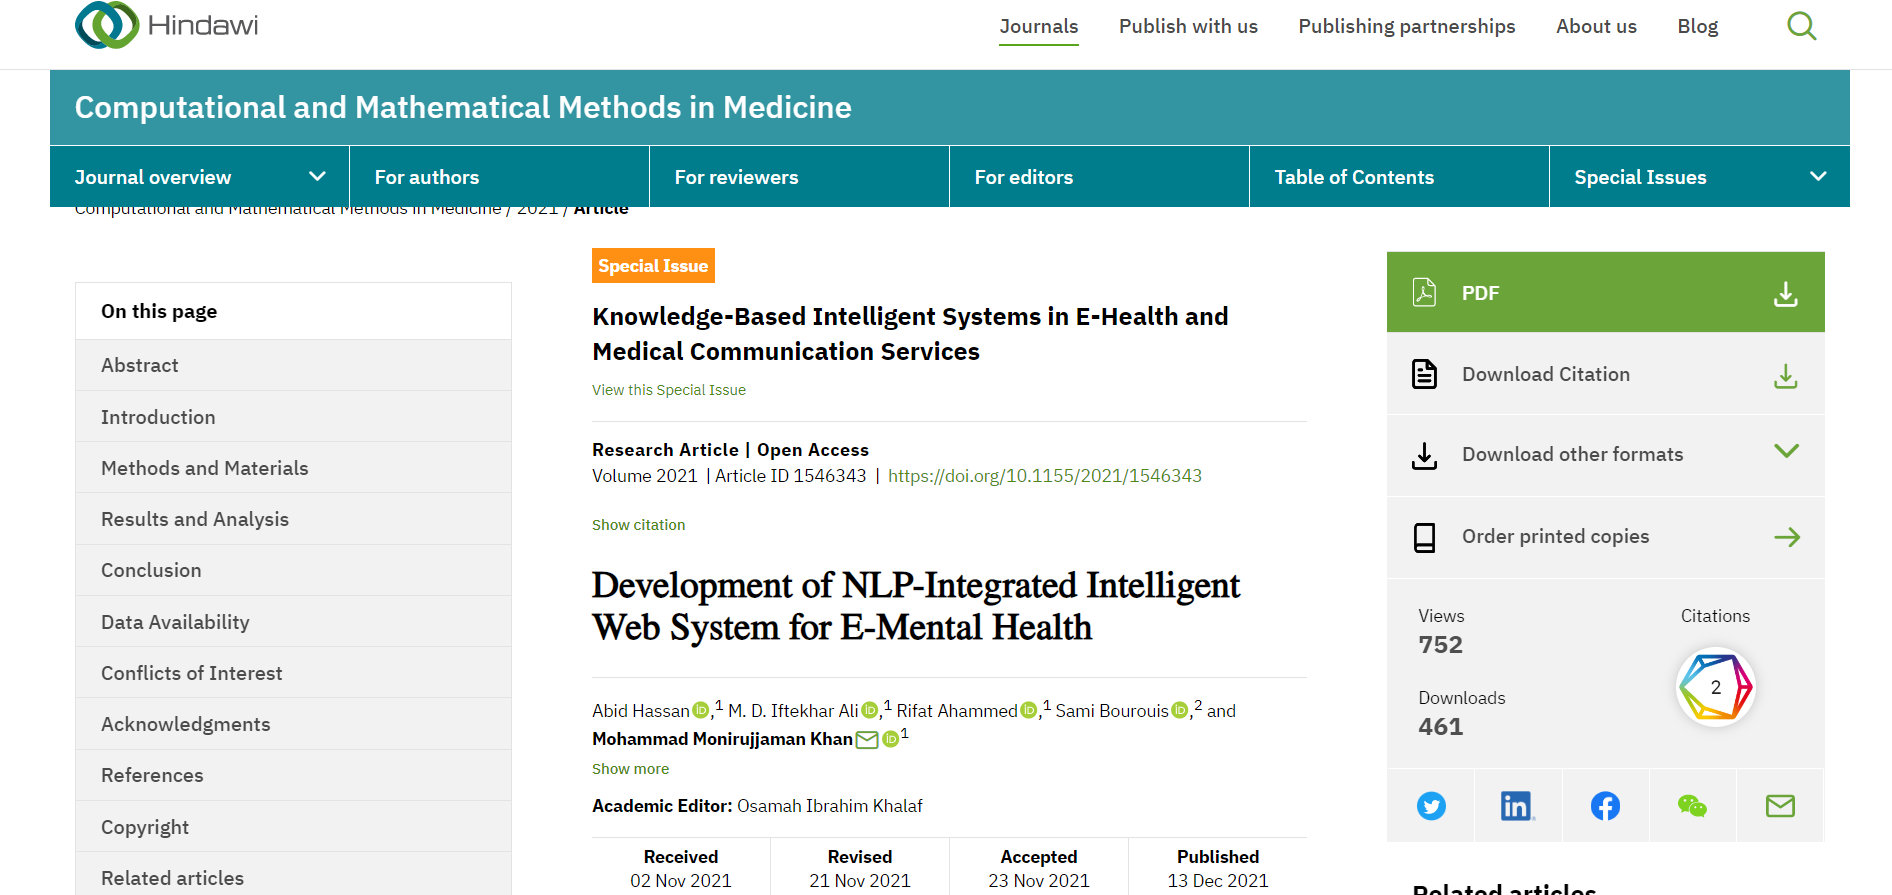 Hindawi
Journals
Publish with us
Publishing partnerships
About us
Blog
Computational and Mathematical Methods in Medicine
Journal overview
For authors
For reviewers
For editors
Table of Contents
Special Issues
Computational and Mathematical Methods in Medicine / 2021 / Article
On this page
Abstract
Introduction
Methods and Materials
Results and Analysis
Conclusion
Data Availability
Conflicts of Interest
Acknowledgments
References
Copyright
Related articles
Special Issue
Knowledge-Based Intelligent Systems in E-Health and
Medical Communication Services
View this Special Issue
Research Article | Open Access
Volume 2021 | Article ID 1546343 | https://doi.org/10.1155/2021/1546343
Show citation
Development of NLP-Integrated Intelligent
Web System for E-Mental Health
Abid Hassan iD,1 M. D. Iftekhar Ali iD,1 Rifat Ahammed iD,1 Sami Bourouis iD,2 and
Mohammad Monirujjaman Khan iD 1
Show more
Academic Editor: Osamah Ibrahim Khalaf
Received
02 Nov 2021
Revised
21 Nov 2021
Accepted
23 Nov 2021
Published
13 Dec 2021
PDF
Download Citation
Download other formats
Order printed copies
Views
752
Citations
2
Downloads
461
in
Related articles